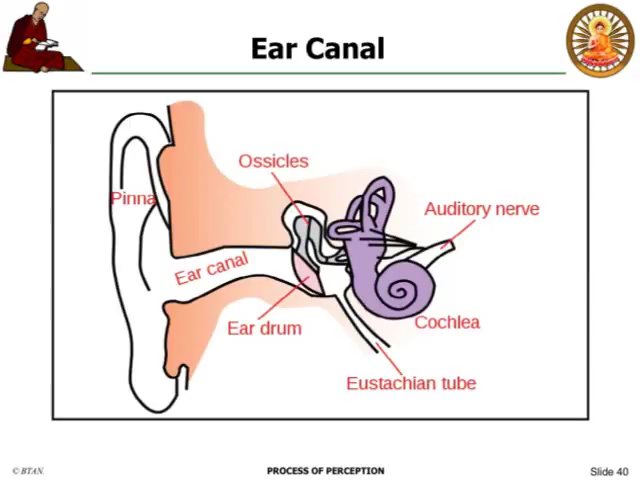 Ear Canal
Ossicles
Pinna
Auditory nerve
Ear canal
Ear drum
Cochlea
Eustachian tube
© BTAN.
PROCESS OF PERCEPTION
Slide 40